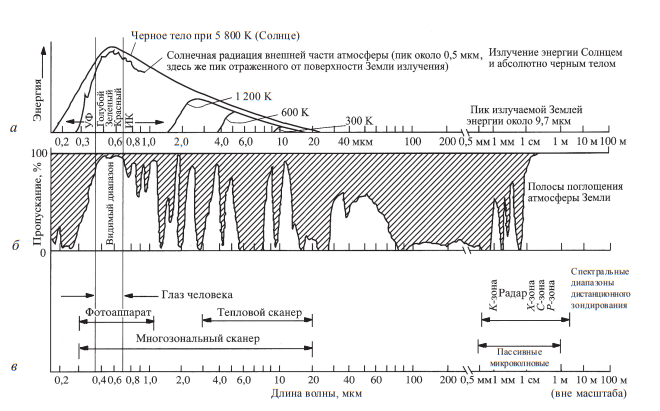 Черное тело при 5 800 K (Солнце)
Солнечная радиация внешней части атмосферы (пик около 0,5 мкм,
здесь же пик отраженного от поверхности Земли излучения)
Излучение энергии Солнцем
и абсолютно черным телом
Энергия
УФ
Голубой
Зеленый
Красный
ИК
1 200 K
600 K
300 K
Пик излучаемой Землей
энергии около 9,7 мкм
а
0,2 0,3 0,6 0,8 1,0 2,0 4,0 6,0 10 20 40 мкм 100 200 0,5 мм 1 мм 1 см 1 м 10 м 100 м
Пропускание, %
100
0
Видимый диапазон
Полосы поглощения
атмосферы Земли
б
Глаз человека
Фотоаппарат
Тепловой сканер
Многозональный сканер
K-зона
Радар
X-зона
C-зона
P-зона
Спектральные
диапазоны
дистанционного
зондирования
Пассивные
микроволновые
в
0,2 0,4 0,6 1,0 2,0 4,0 6,0 10 20 40 60 100 200 0,5 мм 1 мм 1 см 1 м 10 м 100 м
Длина волны, мкм
(вне масштаба)